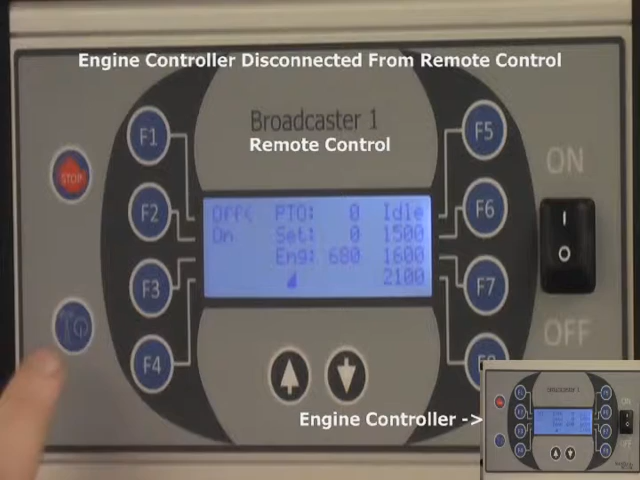 Engine Controller Disconnected From Remote Control
Broadcaster 1
Remote Control
F1
F2
F3
F4
F5
F6
F7
STOP
ON
OFF
Off< PTO: 0 Idle
On Set: 0 1500
Eng: 680 1600
2100
Engine Controller ->